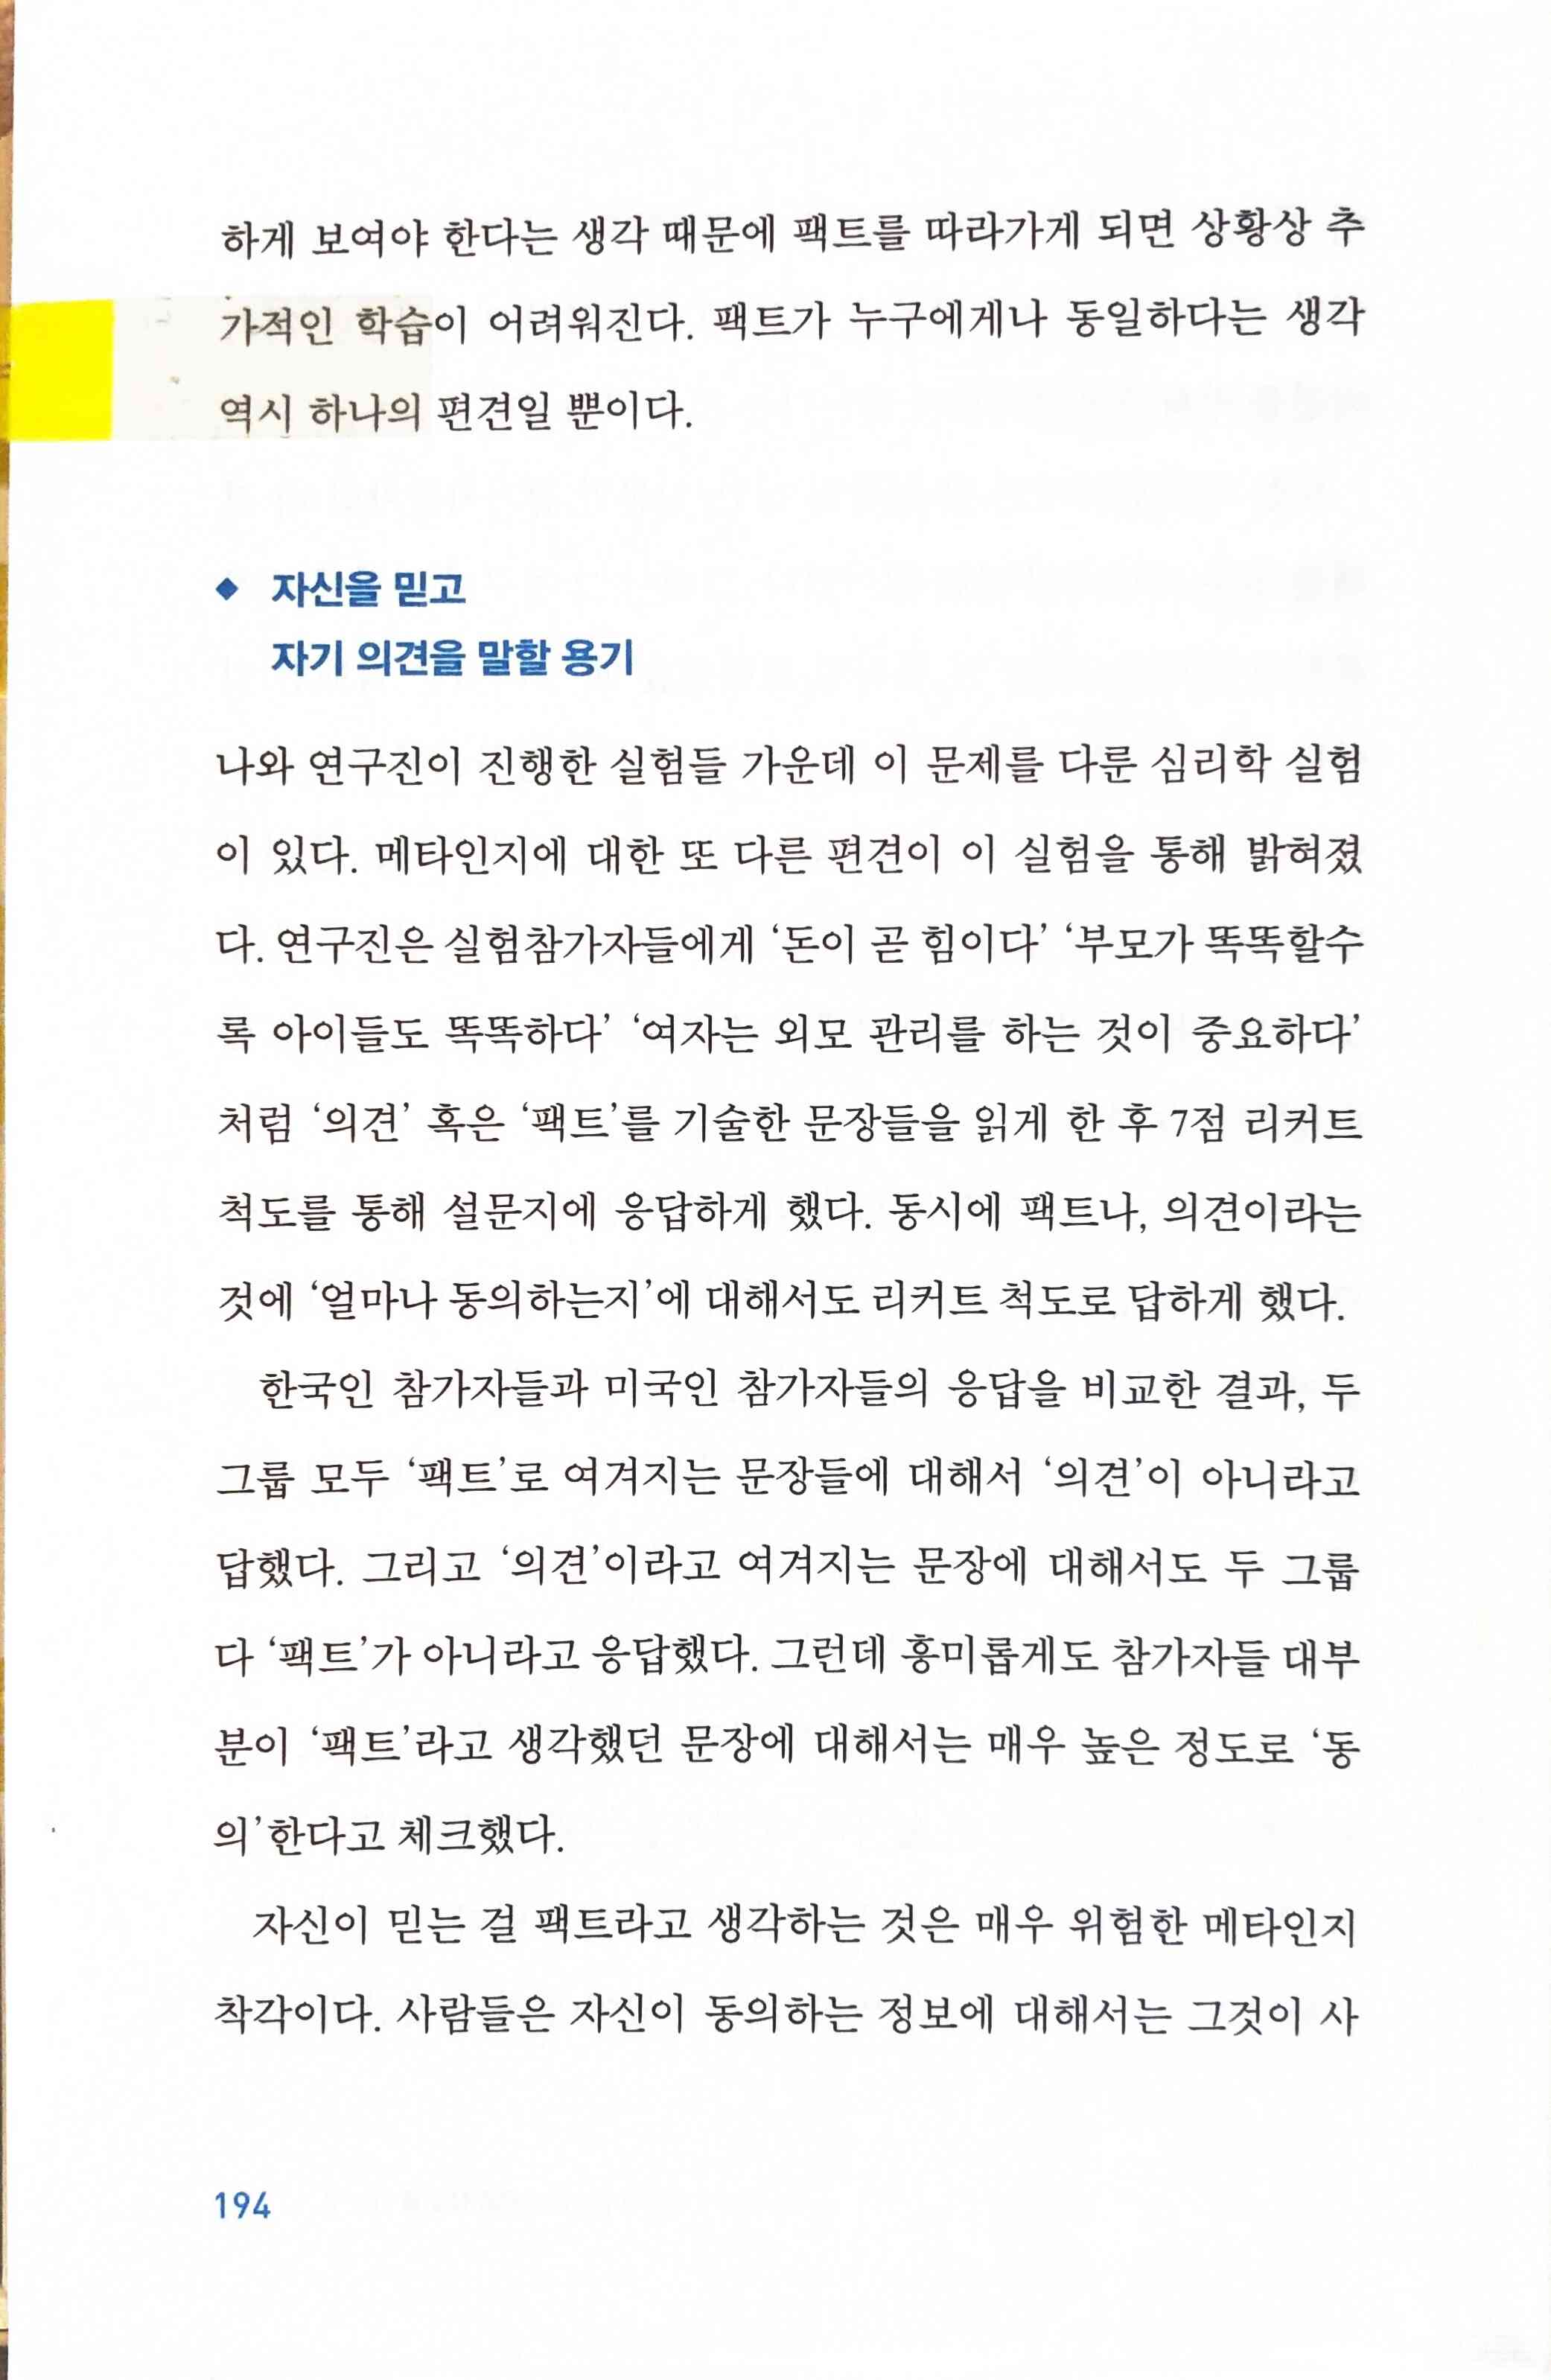 하게 보여야 한다는 생각 때문에 팩트를 따라가게 되면 상황상 추
가적인 학습이 어려워진다. 팩트가 누구에게나 동일하다는 생각
역시 하나의 편견일 뿐이다.
◆ 자신을 믿고
자기 의견을 말할 용기
나와 연구진이 진행한 실험들 가운데 이 문제를 다룬 심리학 실험
이 있다. 메타인지에 대한 또 다른 편견이 이 실험을 통해 밝혀졌
다. 연구진은 실험참가자들에게 ‘돈이 곧 힘이다’ ‘부모가 똑똑할수
록 아이들도 똑똑하다’ ‘여자는 외모 관리를 하는 것이 중요하다’
처럼 ‘의견’ 혹은 ‘팩트’를 기술한 문장들을 읽게 한 후 7점 리커트
척도를 통해 설문지에 응답하게 했다. 동시에 팩트나, 의견이라는
것에 ‘얼마나 동의하는지’에 대해서도 리커트 척도로 답하게 했다.
한국인 참가자들과 미국인 참가자들의 응답을 비교한 결과, 두
그룹 모두 ‘팩트’로 여겨지는 문장들에 대해서 ‘의견’이 아니라고
답했다. 그리고 ‘의견’이라고 여겨지는 문장에 대해서도 두 그룹
다 ‘팩트’가 아니라고 응답했다. 그런데 흥미롭게도 참가자들 대부
분이 ‘팩트’라고 생각했던 문장에 대해서는 매우 높은 정도로 ‘동
의’한다고 체크했다.
자신이 믿는 걸 팩트라고 생각하는 것은 매우 위험한 메타인지
착각이다. 사람들은 자신이 동의하는 정보에 대해서는 그것이 사
194